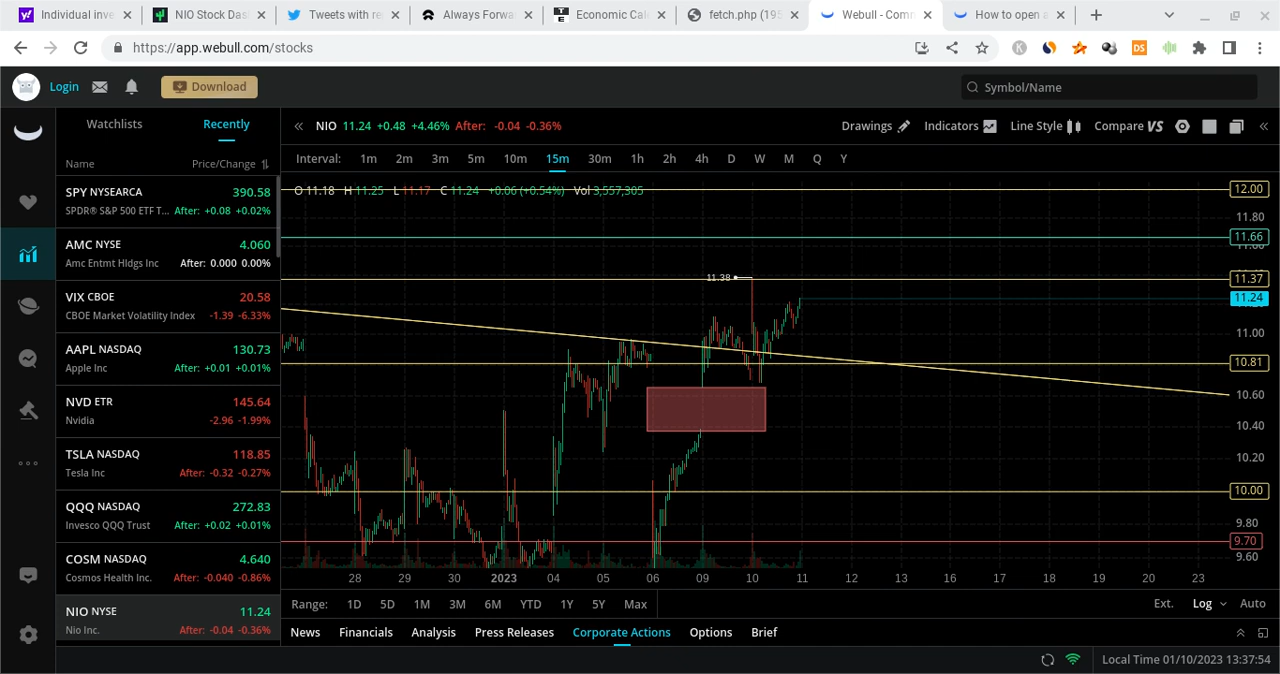 Individual inv
NIO Stock Das
Tweets with re
Always Forwa
Economic Cal
fetch.php (195
Webull - Com
How to open a
https://app.webull.com/stocks
Login
Download
Symbol/Name
Watchlists
Recently
Name
Price/Change
SPY NYSEARCA 390.58
SPDR® S&P 500 ETF T... After: +0.08 +0.02%
AMC NYSE 4.060
Amc Entmt Hldgs Inc After: 0.000 0.00%
VIX CBOE 20.58
CBOE Market Volatility Index -1.39 -6.33%
AAPL NASDAQ 130.73
Apple Inc After: +0.01 +0.01%
NVD ETR 145.64
Nvidia -2.96 -1.99%
TSLA NASDAQ 118.85
Tesla Inc After: -0.32 -0.27%
QQQ NASDAQ 272.83
Invesco QQQ Trust After: +0.02 +0.01%
COSM NASDAQ 4.640
Cosmos Health Inc. After: -0.040 -0.86%
NIO NYSE 11.24
Nio Inc. After: -0.04 -0.36%
NIO 11.24 +0.48 +4.46% After: -0.04 -0.36%
Drawings
Indicators
Line Style
Compare VS
Interval: 1m 2m 3m 5m 10m 15m 30m 1h 2h 4h D W M Q Y
O 11.18 H 11.25 L 11.17 C 11.24 +0.06 (+0.54%) Vol 3,557,305
12.00
11.80
11.66
11.60
11.38
11.37
11.24
11.00
10.81
10.60
10.40
10.20
10.00
9.80
9.70
9.60
28 29 30 2023 04 05 06 09 10 11 12 13 16 17 18 19 20 23
Range: 1D 5D 1M 3M 6M YTD 1Y 5Y Max
Ext. Log Auto
News Financials Analysis Press Releases Corporate Actions Options Brief
Local Time 01/10/2023 13:37:54